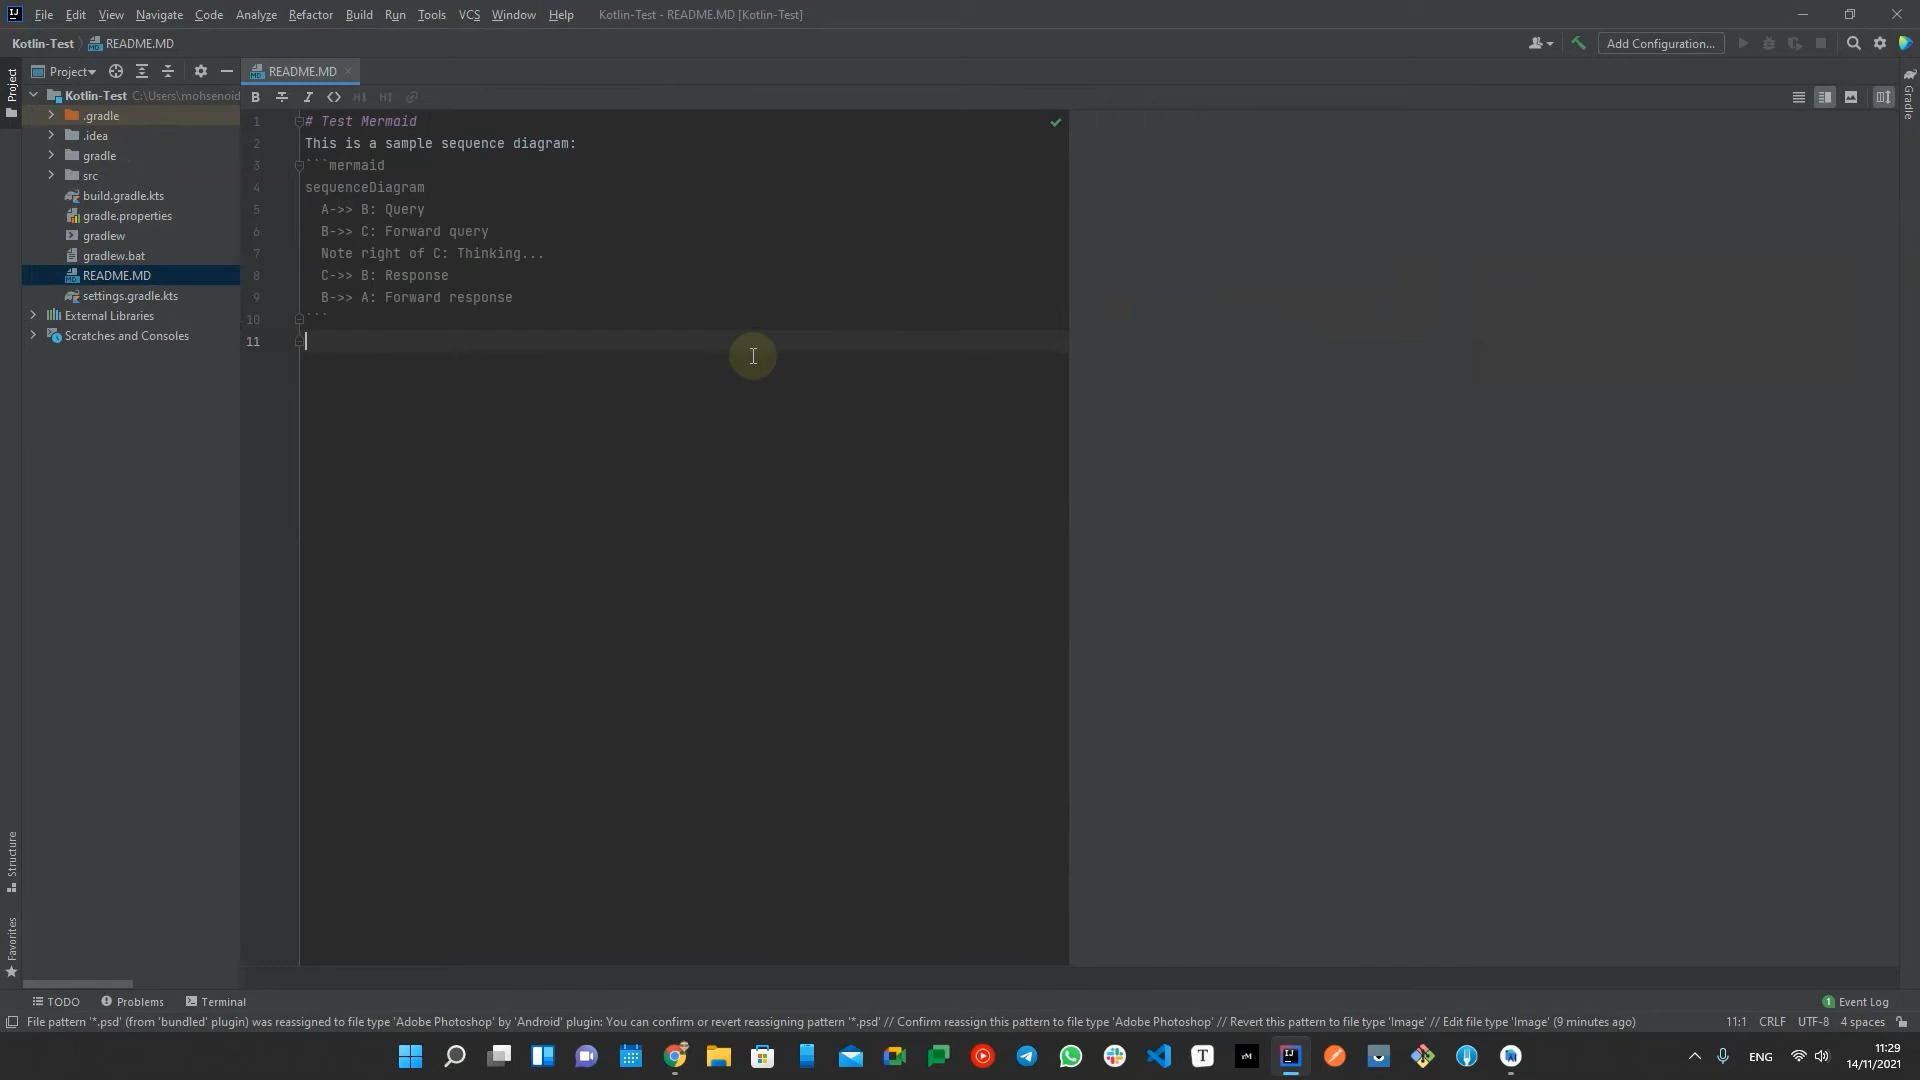 File Edit View Navigate Code Analyze Refactor Build Run Tools VCS Window Help Kotlin-Test - README.MD [Kotlin-Test]
Kotlin-Test README.MD Add Configuration...
Project README.MD
Project
Gradle
Kotlin-Test C:\Users\mohsenoid
.gradle
.idea
gradle
src
build.gradle.kts
gradle.properties
gradlew
gradlew.bat
README.MD
settings.gradle.kts
External Libraries
Scratches and Consoles
1 # Test Mermaid
2 This is a sample sequence diagram:
3 ```mermaid
4 sequenceDiagram
5 A->> B: Query
6 B->> C: Forward query
7 Note right of C: Thinking...
8 C->> B: Response
9 B->> A: Forward response
10 ```
11
Structure
Favorites
TODO Problems Terminal 1 Event Log
File pattern '*.psd' (from 'bundled' plugin) was reassigned to file type 'Adobe Photoshop' by 'Android' plugin: You can confirm or revert reassigning pattern '*.psd' // Confirm reassign this pattern to file type 'Adobe Photoshop' // Revert this pattern to file type 'Image' // Edit file type 'Image' (9 minutes ago) 11:1 CRLF UTF-8 4 spaces
ENG 11:29
14/11/2021